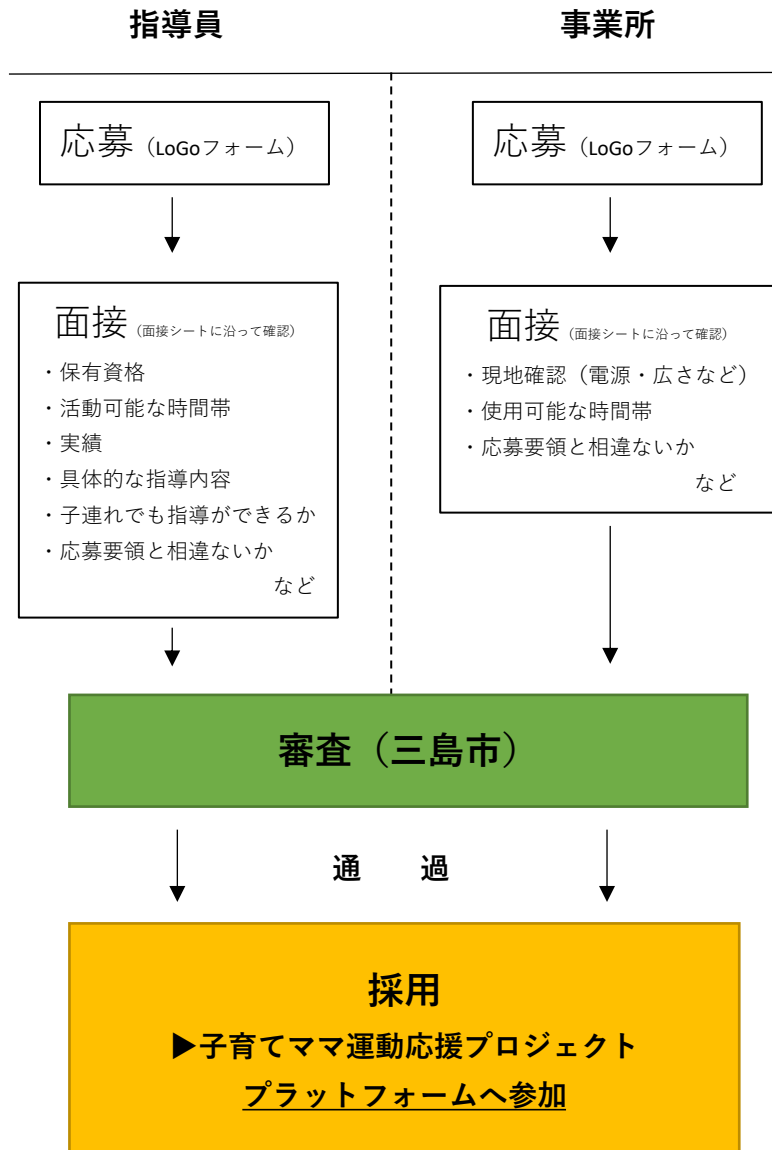 指導員
事業所
応募（LoGoフォーム）
応募（LoGoフォーム）
面接（面接シートに沿って確認）
・保有資格
・活動可能な時間帯
・実績
・具体的な指導内容
・子連れでも指導ができるか
・応募要領と相違ないか
など
面接（面接シートに沿って確認）
・現地確認（電源・広さなど）
・使用可能な時間帯
・応募要領と相違ないか
など
審査（三島市）
通　過
採用
▶子育てママ運動応援プロジェクト
プラットフォームへ参加